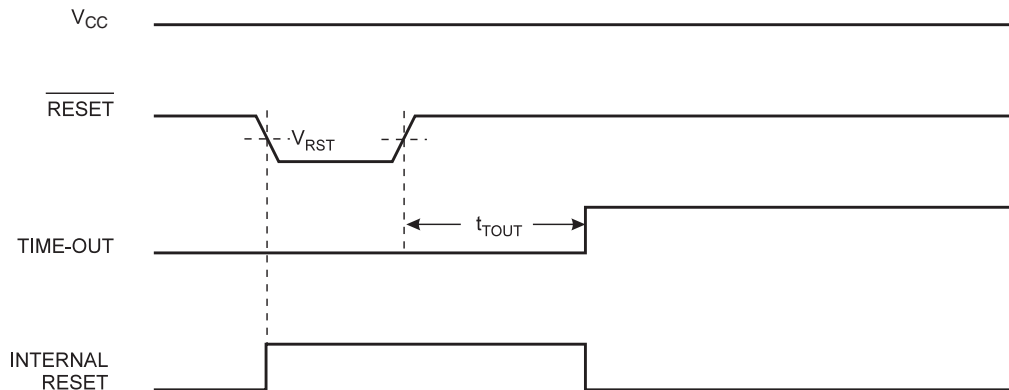 VCC
RESET
VRST
tTOUT
TIME-OUT
INTERNAL
RESET